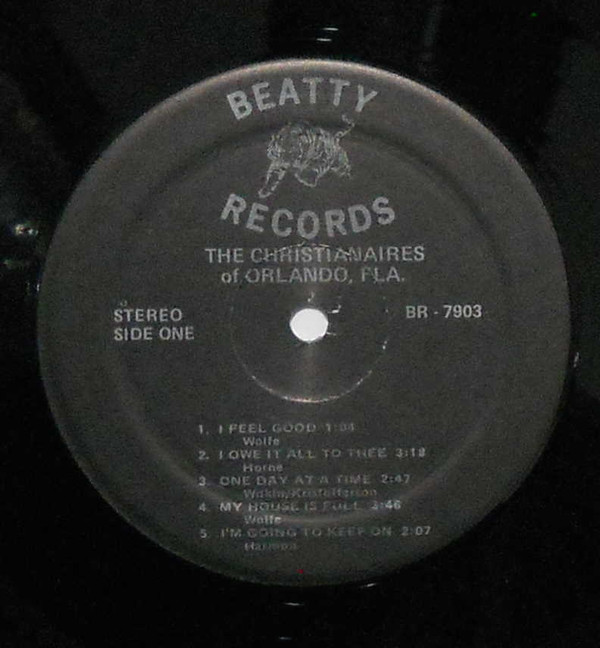 BEATTY
RECORDS
THE CHRISTIANAIRES
of ORLANDO, FLA.
STEREO
SIDE ONE
BR - 7903
1. I FEEL GOOD
Wolfe
2. I OWE IT ALL TO THEE 3:18
Horne
3. ONE DAY AT A TIME 2:47
4. MY HOUSE IS FULL 3:46
Wolfe
5. I'M GOING TO KEEP ON 2:07